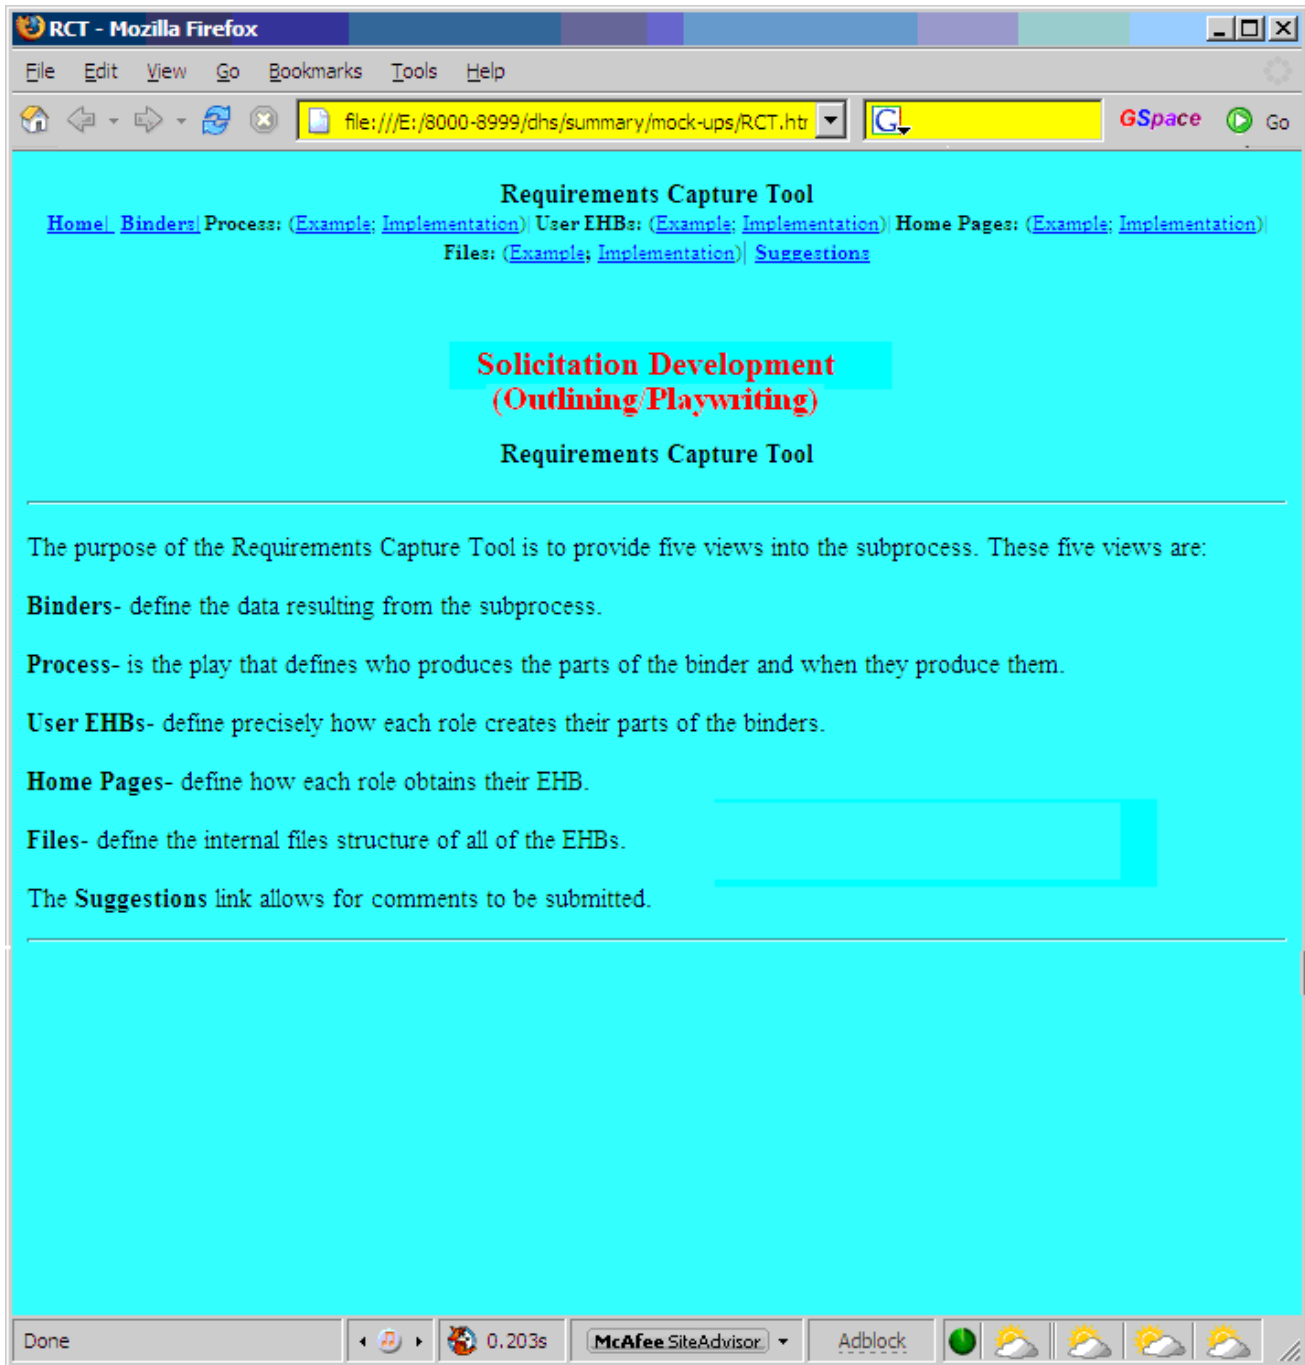 RCT - Mozilla Firefox
File Edit View Go Bookmarks Tools Help
file:///E:/8000-8999/dhs/summary/mock-ups/RCT.htr G GSpace Go
Requirements Capture Tool
Home| Binders| Process: (Example; Implementation)| User EHBs: (Example; Implementation)| Home Pages: (Example; Implementation)|
Files: (Example; Implementation)| Suggestions
Solicitation Development
(Outlining/Playwriting)
Requirements Capture Tool
The purpose of the Requirements Capture Tool is to provide five views into the subprocess. These five views are:
Binders- define the data resulting from the subprocess.
Process- is the play that defines who produces the parts of the binder and when they produce them.
User EHBs- define precisely how each role creates their parts of the binders.
Home Pages- define how each role obtains their EHB.
Files- define the internal files structure of all of the EHBs.
The Suggestions link allows for comments to be submitted.
Done 0.203s McAfee SiteAdvisor Adblock